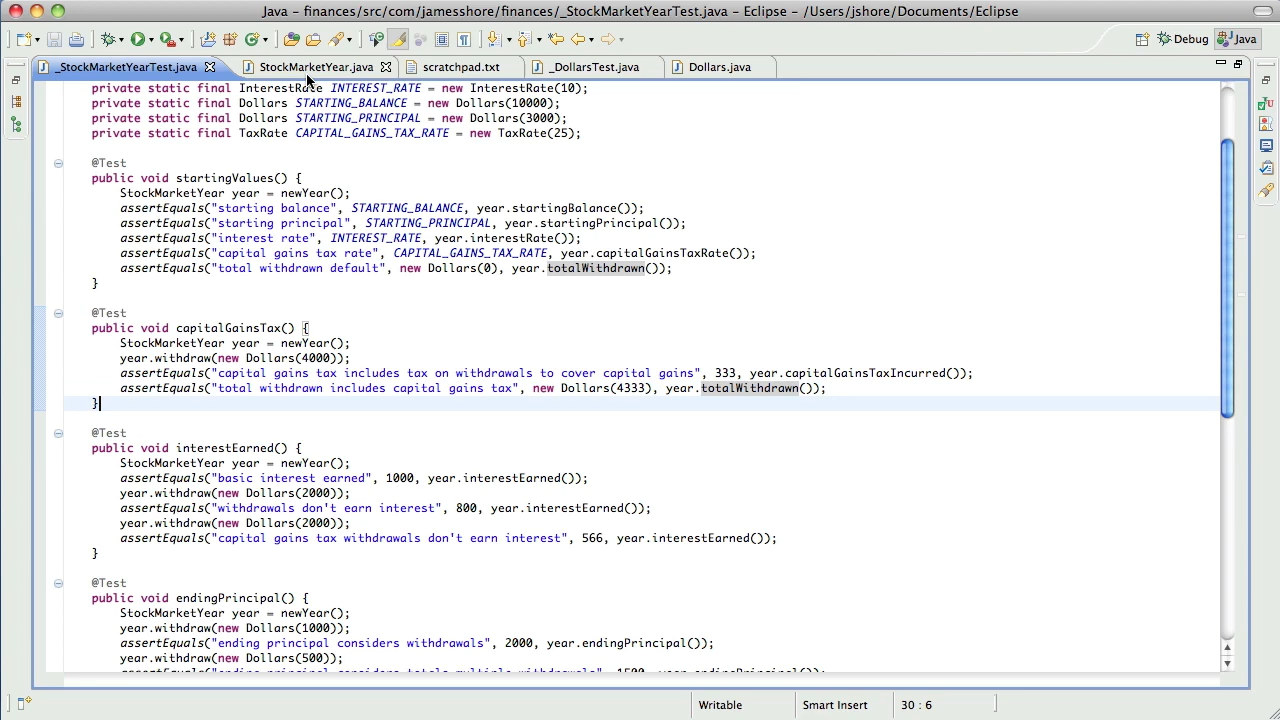 Java - finances/src/com/jamesshore/finances/_StockMarketYearTest.java - Eclipse - /Users/jshore/Documents/Eclipse
Debug Java
_StockMarketYearTest.java StockMarketYear.java scratchpad.txt _DollarsTest.java Dollars.java
private static final InterestRate INTEREST_RATE = new InterestRate(10);
private static final Dollars STARTING_BALANCE = new Dollars(10000);
private static final Dollars STARTING_PRINCIPAL = new Dollars(3000);
private static final TaxRate CAPITAL_GAINS_TAX_RATE = new TaxRate(25);
@Test
public void startingValues() {
StockMarketYear year = newYear();
assertEquals("starting balance", STARTING_BALANCE, year.startingBalance());
assertEquals("starting principal", STARTING_PRINCIPAL, year.startingPrincipal());
assertEquals("interest rate", INTEREST_RATE, year.interestRate());
assertEquals("capital gains tax rate", CAPITAL_GAINS_TAX_RATE, year.capitalGainsTaxRate());
assertEquals("total withdrawn default", new Dollars(0), year.totalWithdrawn());
}
@Test
public void capitalGainsTax() {
StockMarketYear year = newYear();
year.withdraw(new Dollars(4000));
assertEquals("capital gains tax includes tax on withdrawals to cover capital gains", 333, year.capitalGainsTaxIncurred());
assertEquals("total withdrawn includes capital gains tax", new Dollars(4333), year.totalWithdrawn());
}
@Test
public void interestEarned() {
StockMarketYear year = newYear();
assertEquals("basic interest earned", 1000, year.interestEarned());
year.withdraw(new Dollars(2000));
assertEquals("withdrawals don't earn interest", 800, year.interestEarned());
year.withdraw(new Dollars(2000));
assertEquals("capital gains tax withdrawals don't earn interest", 566, year.interestEarned());
}
@Test
public void endingPrincipal() {
StockMarketYear year = newYear();
year.withdraw(new Dollars(1000));
assertEquals("ending principal considers withdrawals", 2000, year.endingPrincipal());
year.withdraw(new Dollars(500));
assertEquals("ending principal considers totals multiple withdrawals", 1500, year.endingPrincipal());
Writable Smart Insert 30 : 6